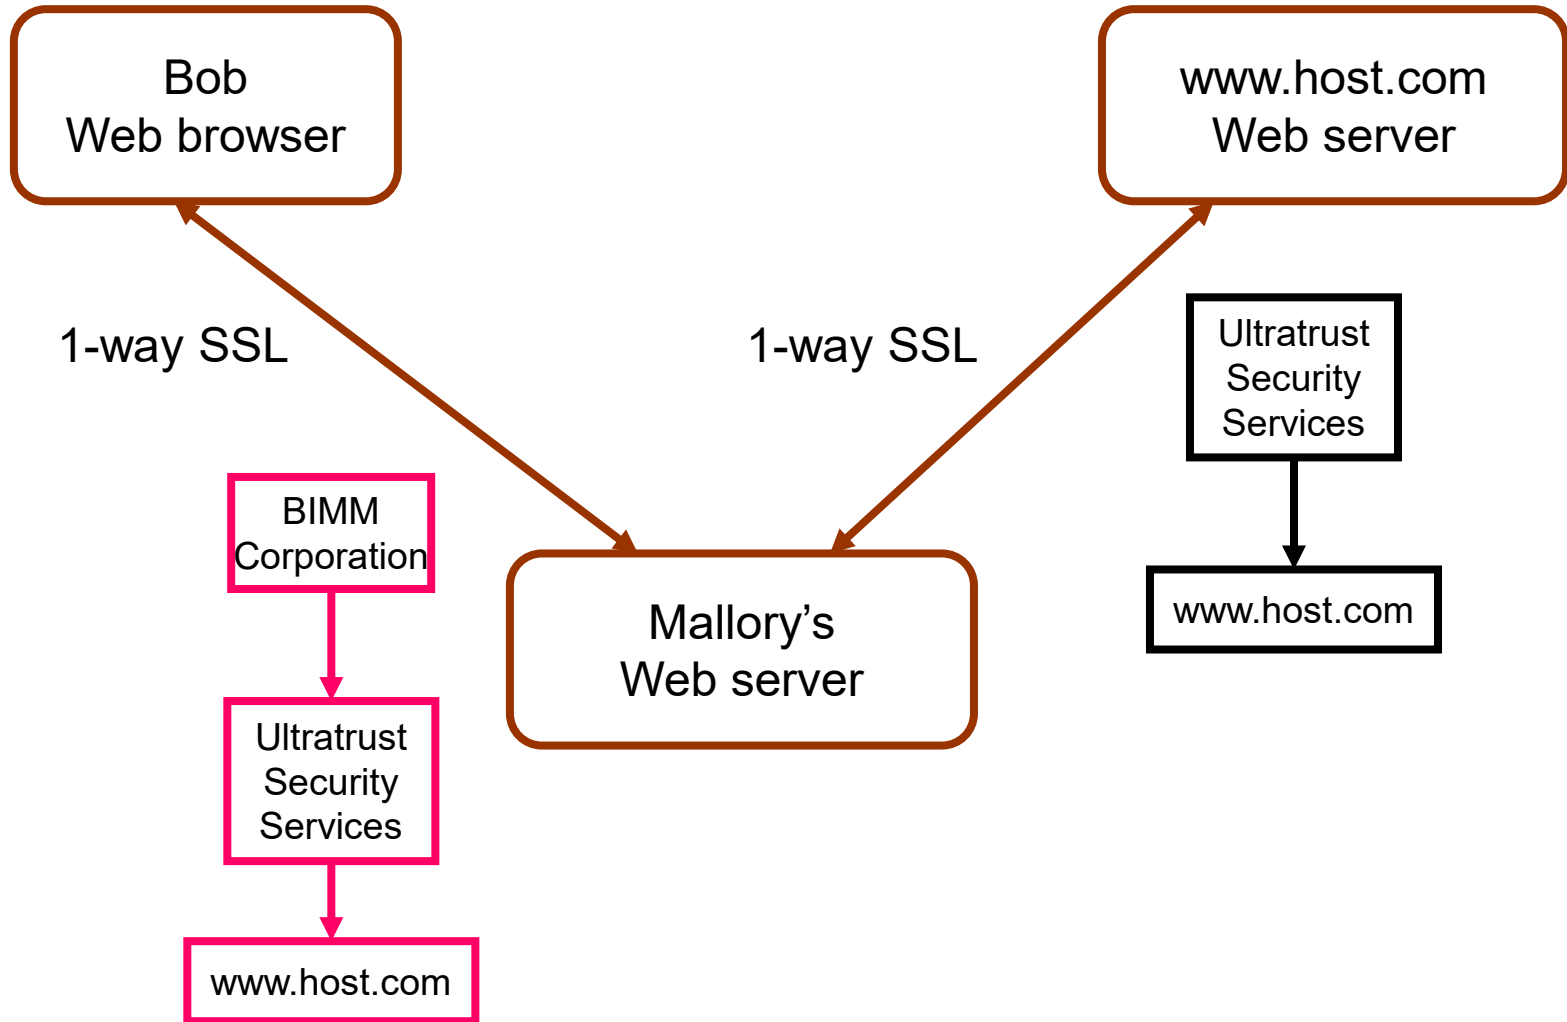 Bob
Web browser
www.host.com
Web server
1-way SSL
1-way SSL
Ultratrust
Security
Services
www.host.com
BIMM
Corporation
Mallory’s
Web server
Ultratrust
Security
Services
www.host.com